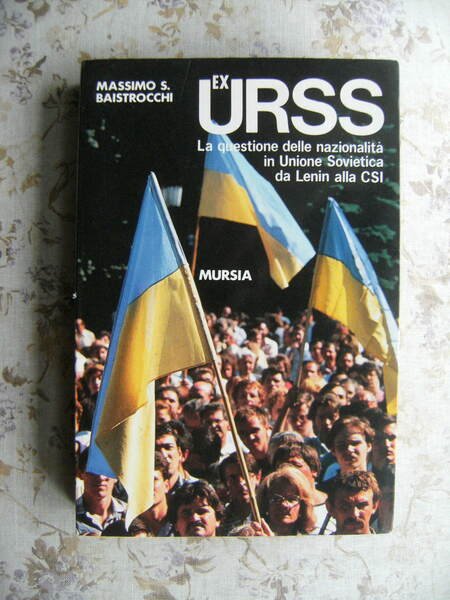 MASSIMO S.
BAISTROCCHI
EX
URSS
La questione delle nazionalità
in Unione Sovietica
da Lenin alla CSI
MURSIA